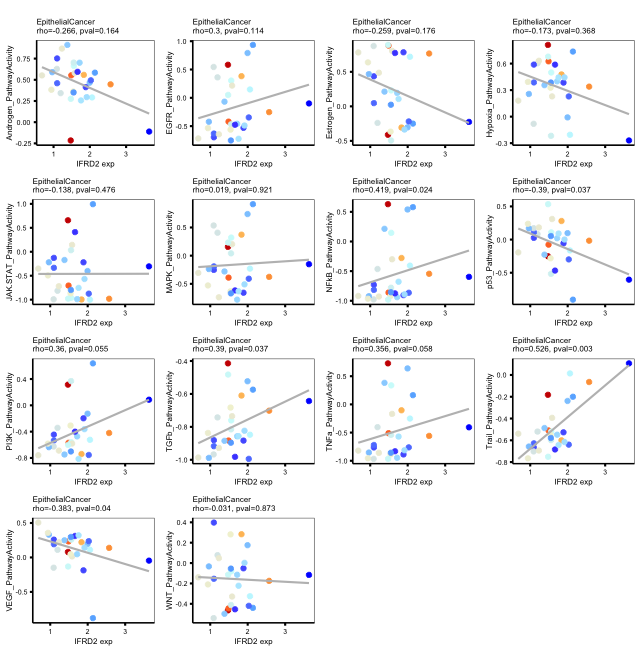 EpithelialCancer
rho=-0.266, pval=0.164
Androgen_PathwayActivity
0.75
0.50
0.25
0.00
-0.25
1 2 3
IFRD2 exp
EpithelialCancer
rho=0.3, pval=0.114
EGFR_PathwayActivity
1.0
0.5
0.0
-0.5
1 2 3
IFRD2 exp
EpithelialCancer
rho=-0.259, pval=0.176
Estrogen_PathwayActivity
0.5
0.0
-0.5
1 2 3
IFRD2 exp
EpithelialCancer
rho=-0.173, pval=0.368
Hypoxia_PathwayActivity
0.6
0.3
0.0
-0.3
1 2 3
IFRD2 exp
EpithelialCancer
rho=-0.138, pval=0.476
JAK-STAT_PathwayActivity
1.0
0.5
0.0
-0.5
-1.0
1 2 3
IFRD2 exp
EpithelialCancer
rho=0.019, pval=0.921
MAPK_PathwayActivity
0.8
0.4
0.0
-0.4
-0.8
1 2 3
IFRD2 exp
EpithelialCancer
rho=0.419, pval=0.024
NFkB_PathwayActivity
0.5
0.0
-0.5
-1.0
1 2 3
IFRD2 exp
EpithelialCancer
rho=-0.39, pval=0.037
p53_PathwayActivity
0.5
0.0
-0.5
1 2 3
IFRD2 exp
EpithelialCancer
rho=0.36, pval=0.055
PI3K_PathwayActivity
0.4
0.0
-0.4
-0.8
1 2 3
IFRD2 exp
EpithelialCancer
rho=0.39, pval=0.037
TGFb_PathwayActivity
-0.4
-0.6
-0.8
-1.0
1 2 3
IFRD2 exp
EpithelialCancer
rho=0.356, pval=0.058
TNFa_PathwayActivity
0.5
0.0
-0.5
-1.0
1 2 3
IFRD2 exp
EpithelialCancer
rho=0.526, pval=0.003
Trail_PathwayActivity
0.0
-0.2
-0.4
-0.6
-0.8
1 2 3
IFRD2 exp
EpithelialCancer
rho=-0.383, pval=0.04
VEGF_PathwayActivity
0.5
0.0
-0.5
1 2 3
IFRD2 exp
EpithelialCancer
rho=-0.031, pval=0.873
WNT_PathwayActivity
0.4
0.2
0.0
-0.2
-0.4
1 2 3
IFRD2 exp